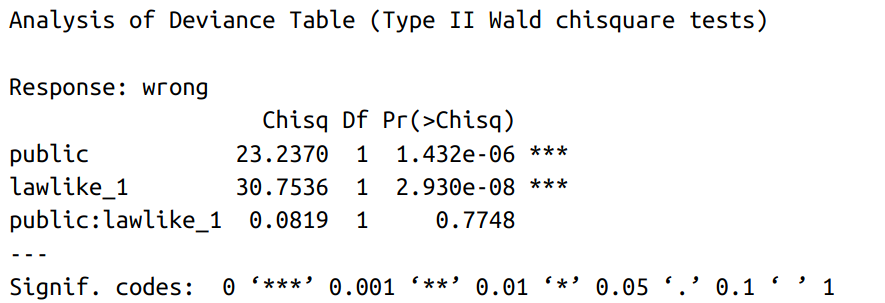 Analysis of Deviance Table (Type II Wald chisquare tests)

Response: wrong
                  Chisq Df Pr(>Chisq)
public          23.2370  1  1.432e-06 ***
lawlike_1       30.7536  1  2.930e-08 ***
public:lawlike_1  0.0819  1     0.7748
---
Signif. codes:  0 ‘***’ 0.001 ‘**’ 0.01 ‘*’ 0.05 ‘.’ 0.1 ‘ ’ 1